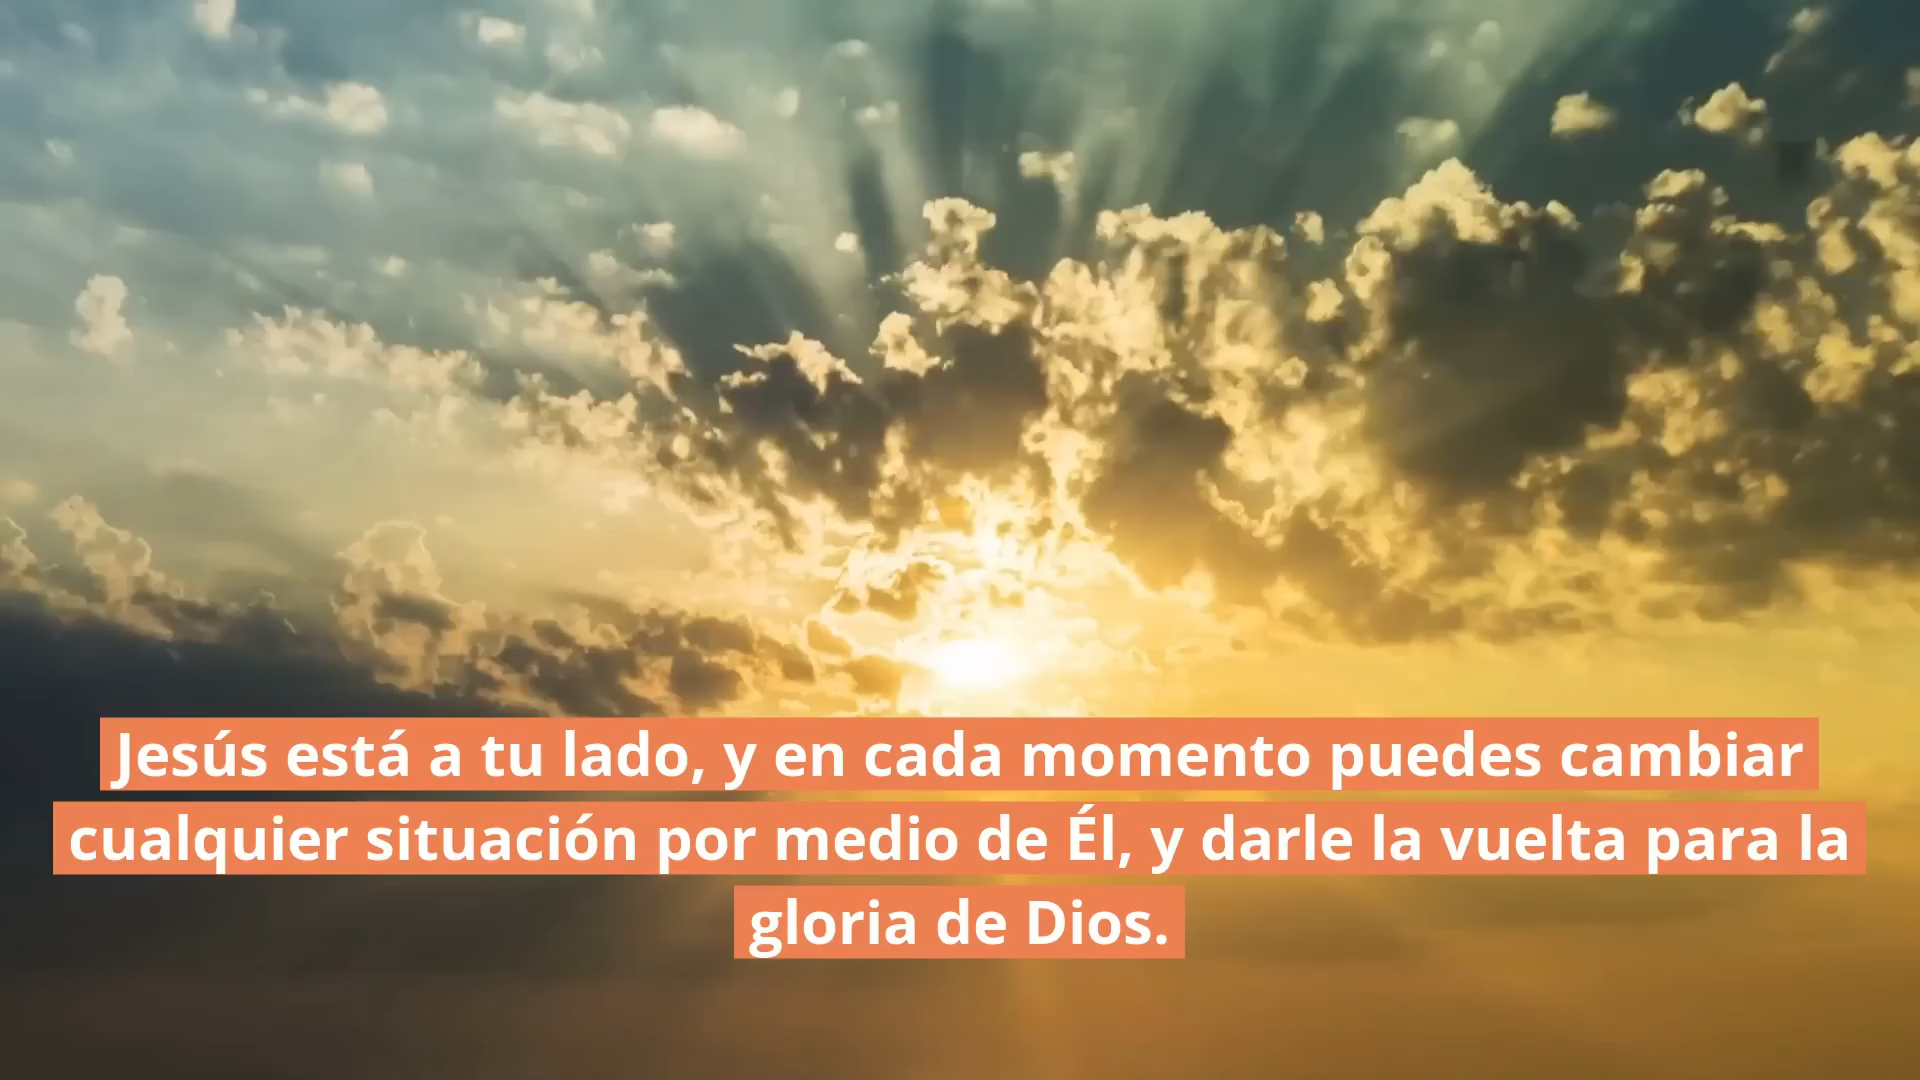 Jesús está a tu lado, y en cada momento puedes cambiar
cualquier situación por medio de Él, y darle la vuelta para la
gloria de Dios.